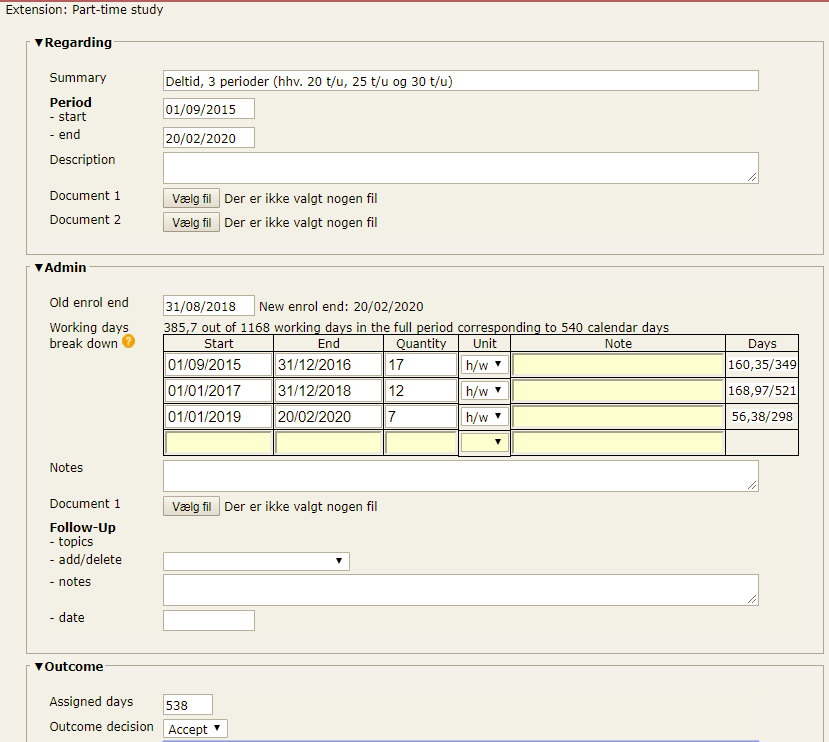 Extension: Part-time study
▼Regarding
Summary Deltid, 3 perioder (hhv. 20 t/u, 25 t/u og 30 t/u)
Period
- start 01/09/2015
- end 20/02/2020
Description
Document 1 Vælg fil Der er ikke valgt nogen fil
Document 2 Vælg fil Der er ikke valgt nogen fil
▼Admin
Old enrol end 31/08/2018 New enrol end: 20/02/2020
Working days 385,7 out of 1168 working days in the full period corresponding to 540 calendar days
break down ?
Start End Quantity Unit Note Days
01/09/2015 31/12/2016 17 h/w ▼ 160,35/349
01/01/2017 31/12/2018 12 h/w ▼ 168,97/521
01/01/2019 20/02/2020 7 h/w ▼ 56,38/298
Notes
Document 1 Vælg fil Der er ikke valgt nogen fil
Follow-Up
- topics
- add/delete
- notes
- date
▼Outcome
Assigned days 538
Outcome decision Accept ▼